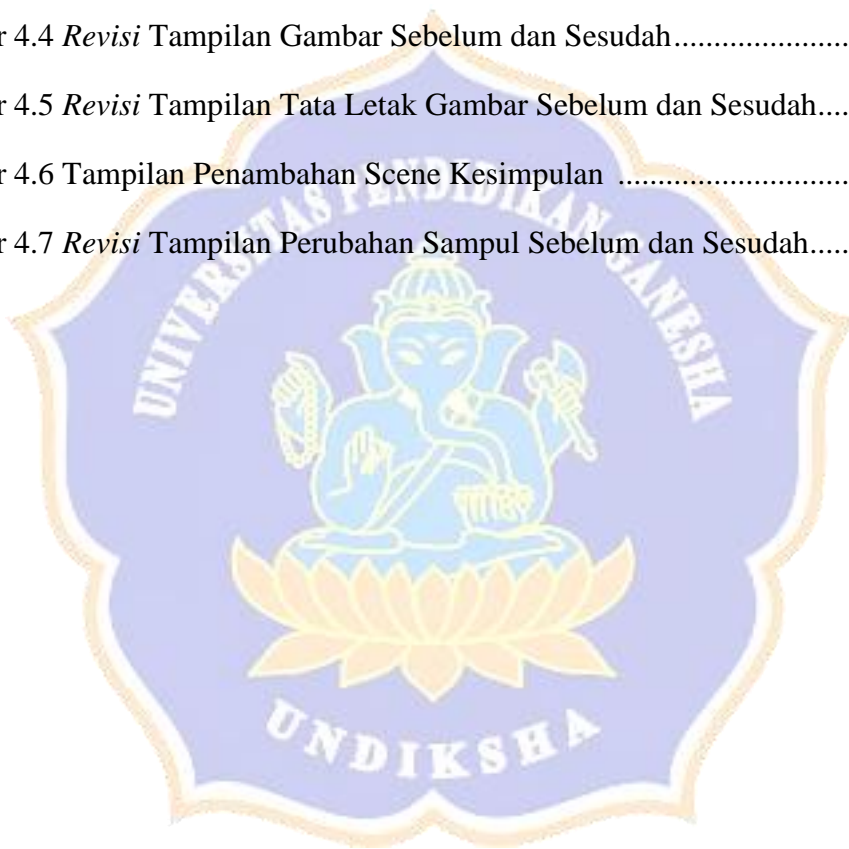 r 4.4 Revisi Tampilan Gambar Sebelum dan Sesudah.....................
r 4.5 Revisi Tampilan Tata Letak Gambar Sebelum dan Sesudah....
r 4.6 Tampilan Penambahan Scene Kesimpulan ..........................
r 4.7 Revisi Tampilan Perubahan Sampul Sebelum dan Sesudah.....
UNIVERSITAS PENDIDIKAN GANESHA
UNDIKSHA